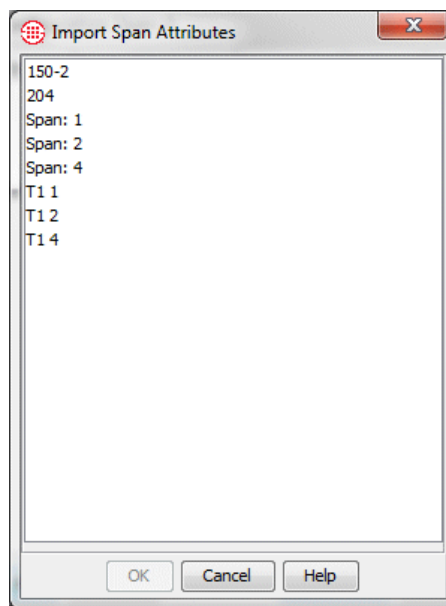 Import Span Attributes
150-2
204
Span: 1
Span: 2
Span: 4
T1 1
T1 2
T1 4
OK Cancel Help